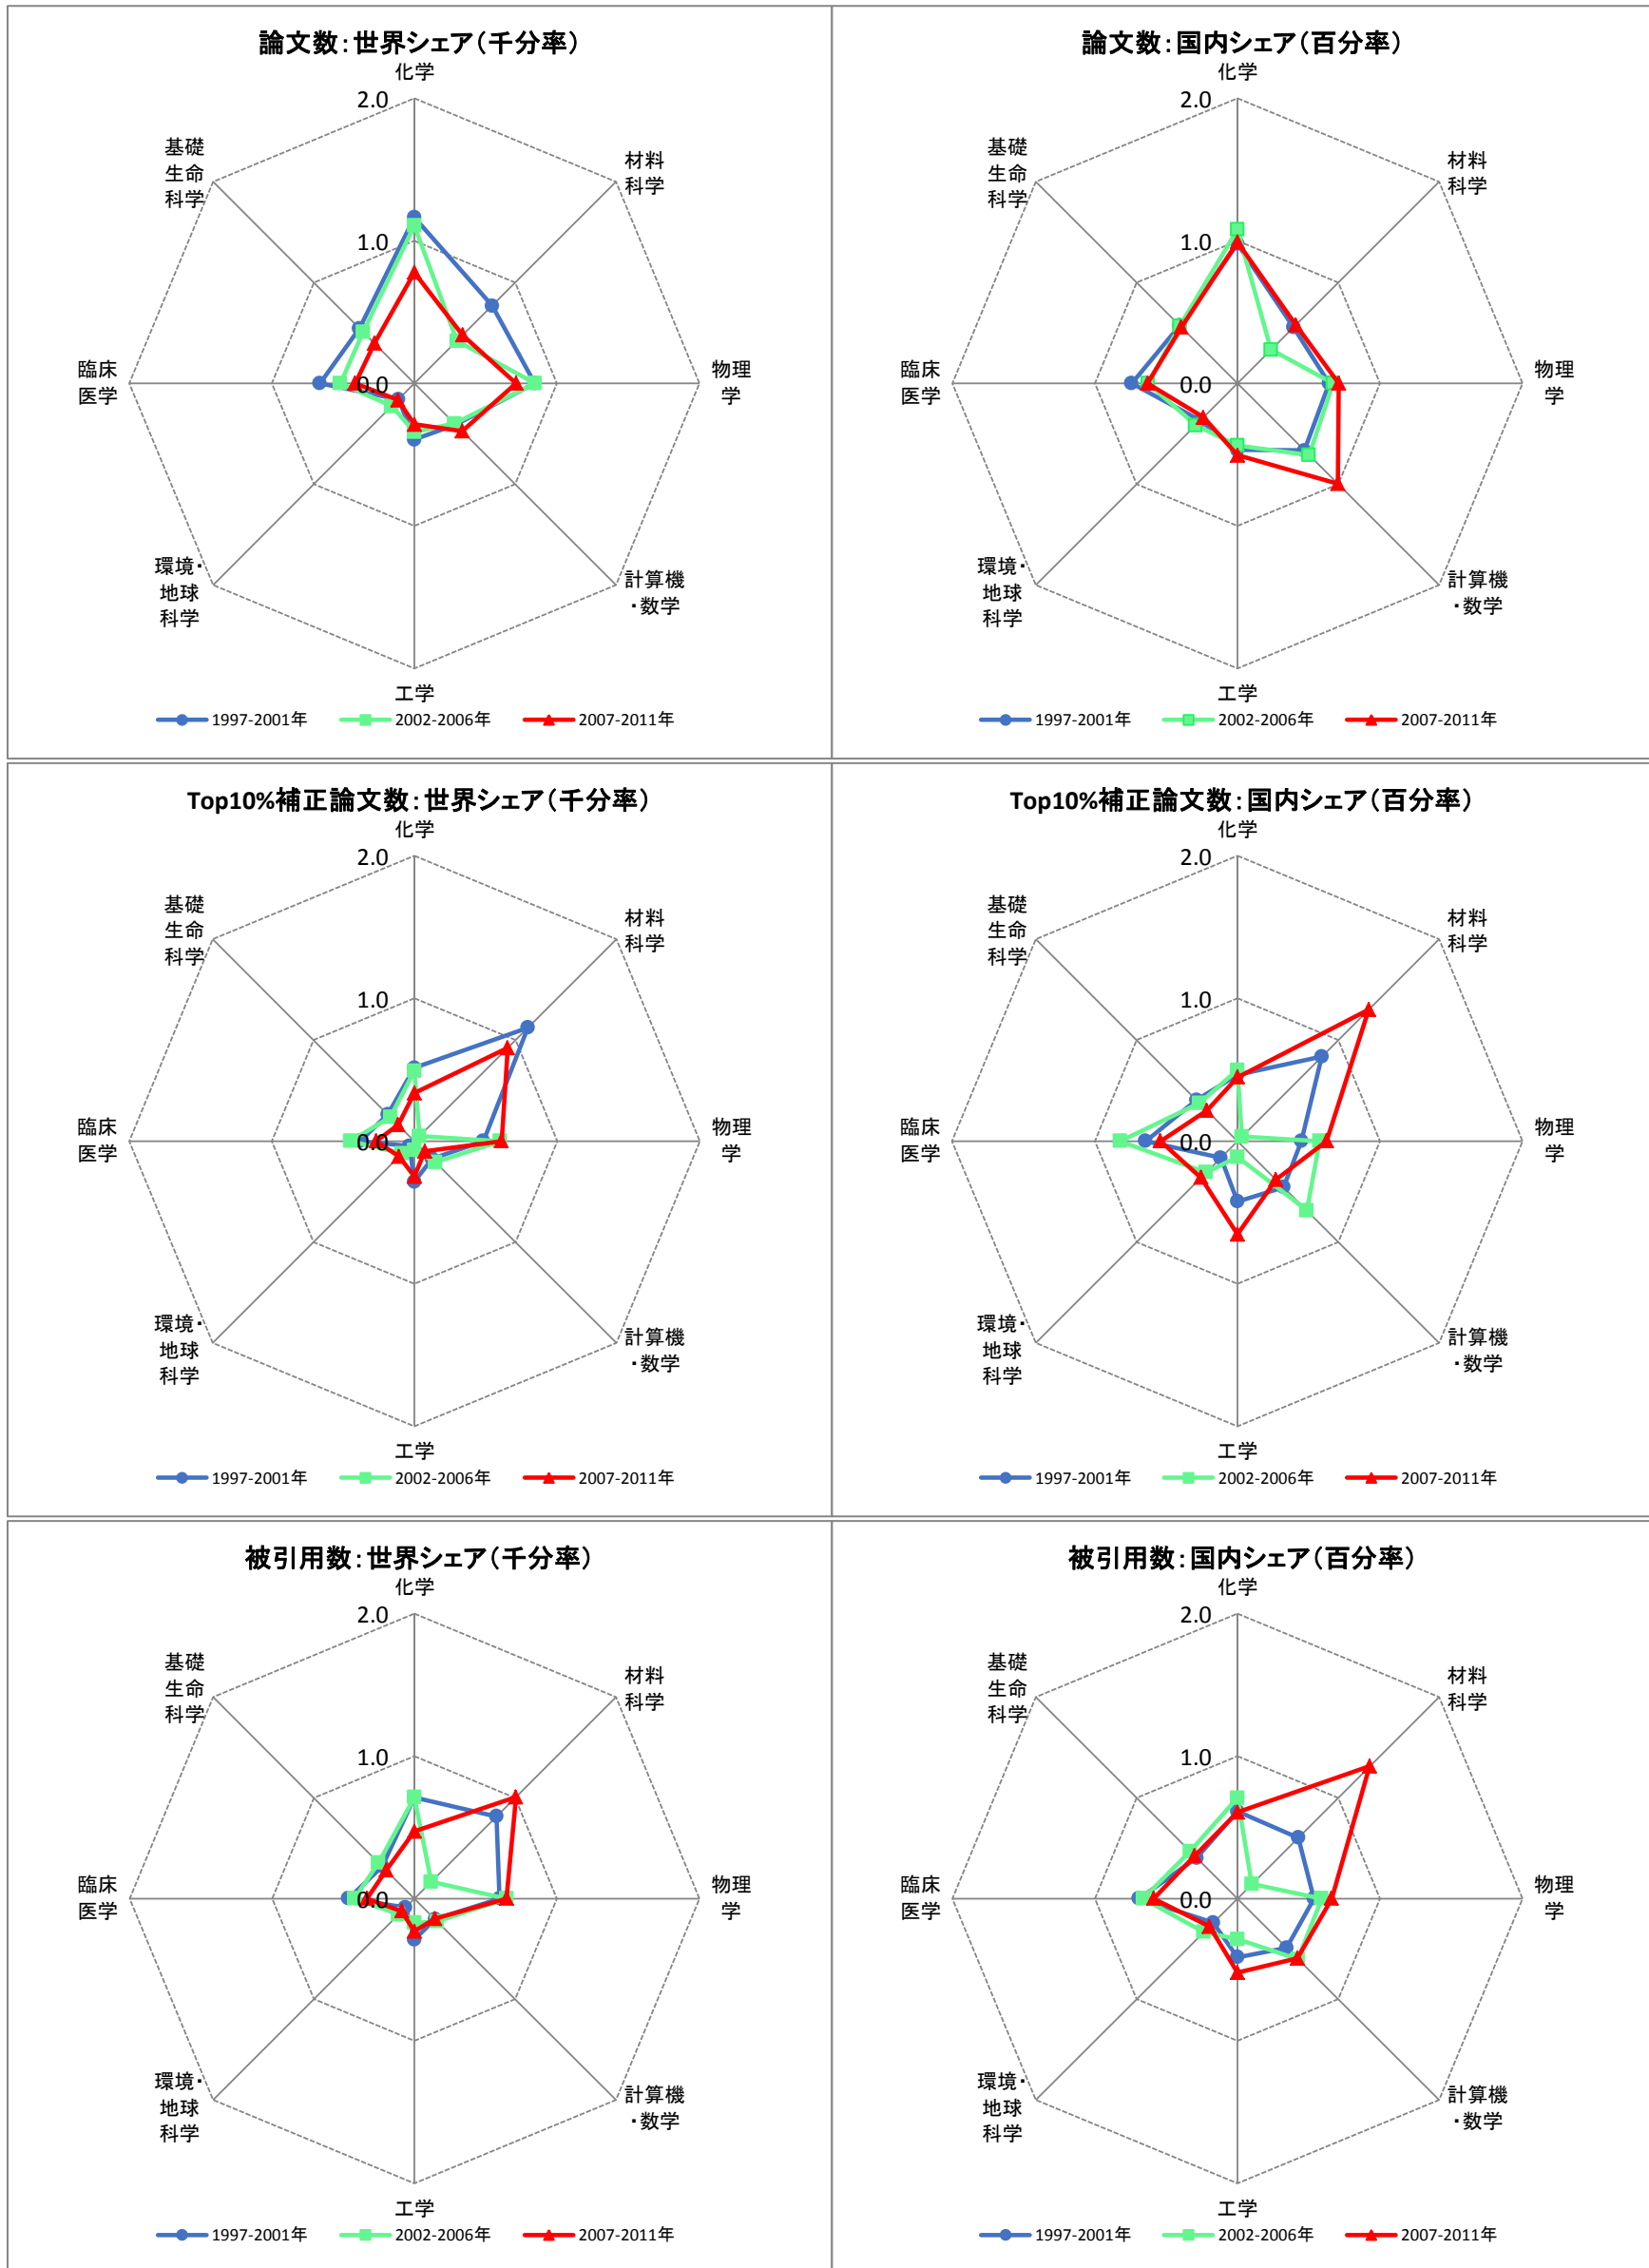 論文数：世界シェア（千分率）
化学
2.0
基礎
生命
科学
材料
科学
1.0
臨床
医学
0.0
物理
学
環境・
地球
科学
計算機
・数学
工学
1997-2001年
2002-2006年
2007-2011年
論文数：国内シェア（百分率）
化学
2.0
基礎
生命
科学
材料
科学
1.0
臨床
医学
0.0
物理
学
環境・
地球
科学
計算機
・数学
工学
1997-2001年
2002-2006年
2007-2011年
Top10%補正論文数：世界シェア（千分率）
化学
2.0
基礎
生命
科学
材料
科学
1.0
臨床
医学
0.0
物理
学
環境・
地球
科学
計算機
・数学
工学
1997-2001年
2002-2006年
2007-2011年
Top10%補正論文数：国内シェア（百分率）
化学
2.0
基礎
生命
科学
材料
科学
1.0
臨床
医学
0.0
物理
学
環境・
地球
科学
計算機
・数学
工学
1997-2001年
2002-2006年
2007-2011年
被引用数：世界シェア（千分率）
化学
2.0
基礎
生命
科学
材料
科学
1.0
臨床
医学
0.0
物理
学
環境・
地球
科学
計算機
・数学
工学
1997-2001年
2002-2006年
2007-2011年
被引用数：国内シェア（百分率）
化学
2.0
基礎
生命
科学
材料
科学
1.0
臨床
医学
0.0
物理
学
環境・
地球
科学
計算機
・数学
工学
1997-2001年
2002-2006年
2007-2011年